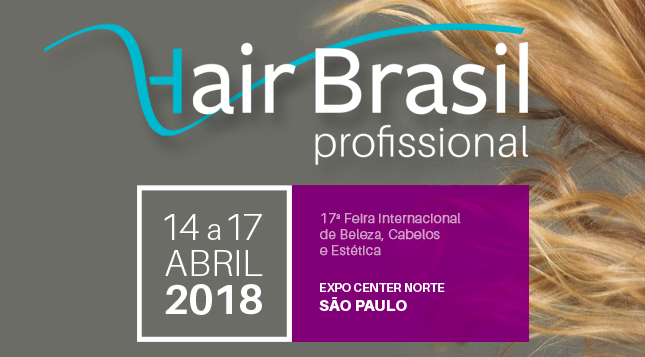 Hair Brasil
profissional
14 a 17
ABRIL
2018
17ª Feira Internacional
de Beleza, Cabelos
e Estética
EXPO CENTER NORTE
SÃO PAULO